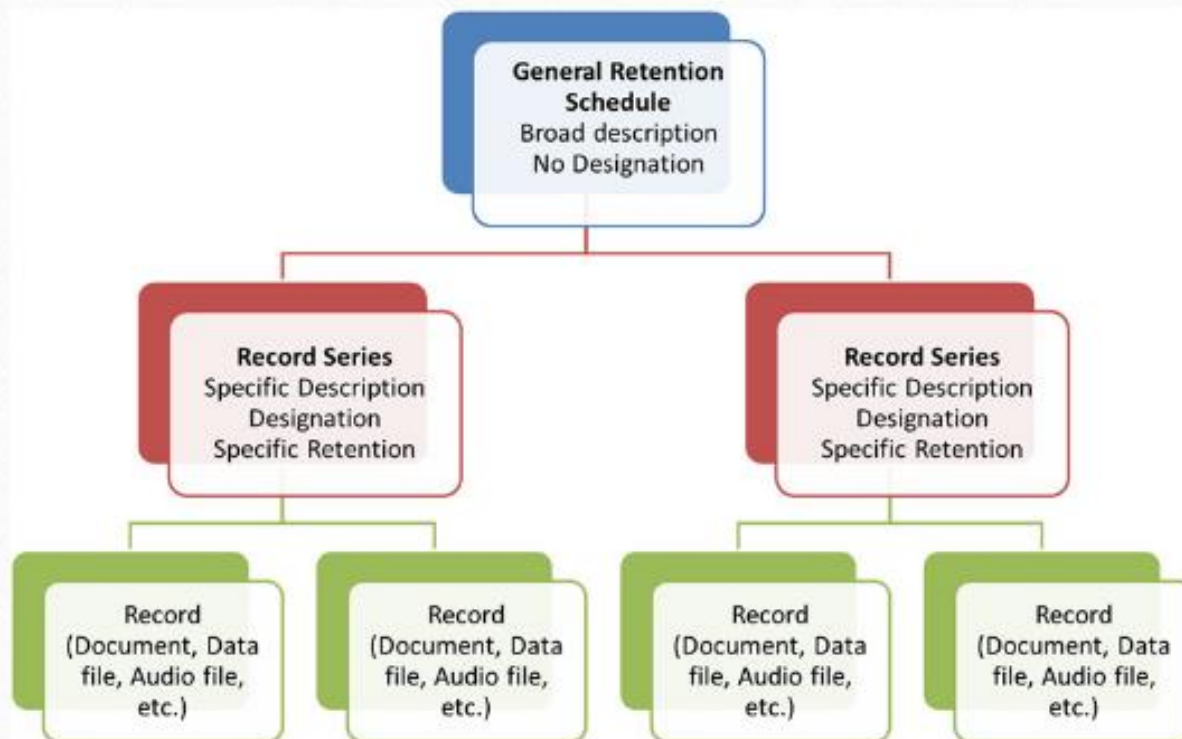 General Retention
Schedule
Broad description
No Designation
Record Series
Specific Description
Designation
Specific Retention
Record Series
Specific Description
Designation
Specific Retention
Record
(Document, Data
file, Audio file,
etc.)
Record
(Document, Data
file, Audio file,
etc.)
Record
(Document, Data
file, Audio file,
etc.)
Record
(Document, Data
file, Audio file,
etc.)